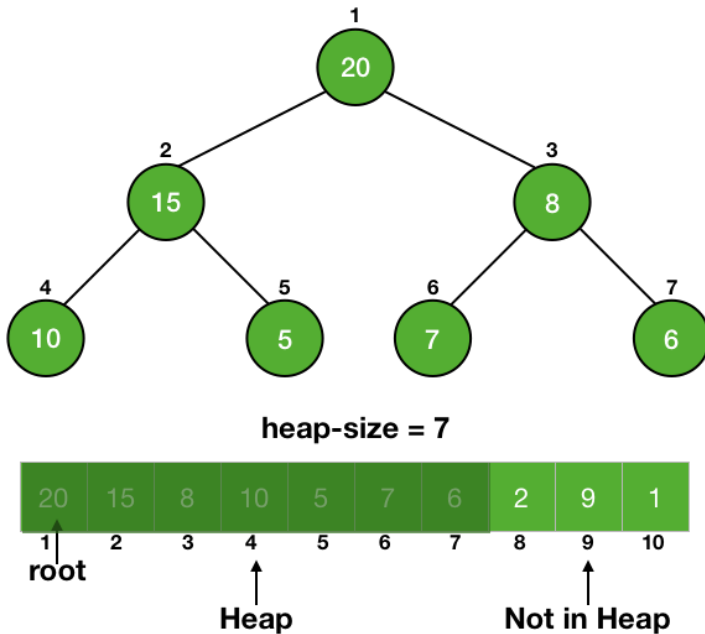 1
20
2 3
15 8
4 5 6 7
10 5 7 6
heap-size = 7
20 15 8 10 5 7 6 2 9 1
1 2 3 4 5 6 7 8 9 10
root
Heap Not in Heap